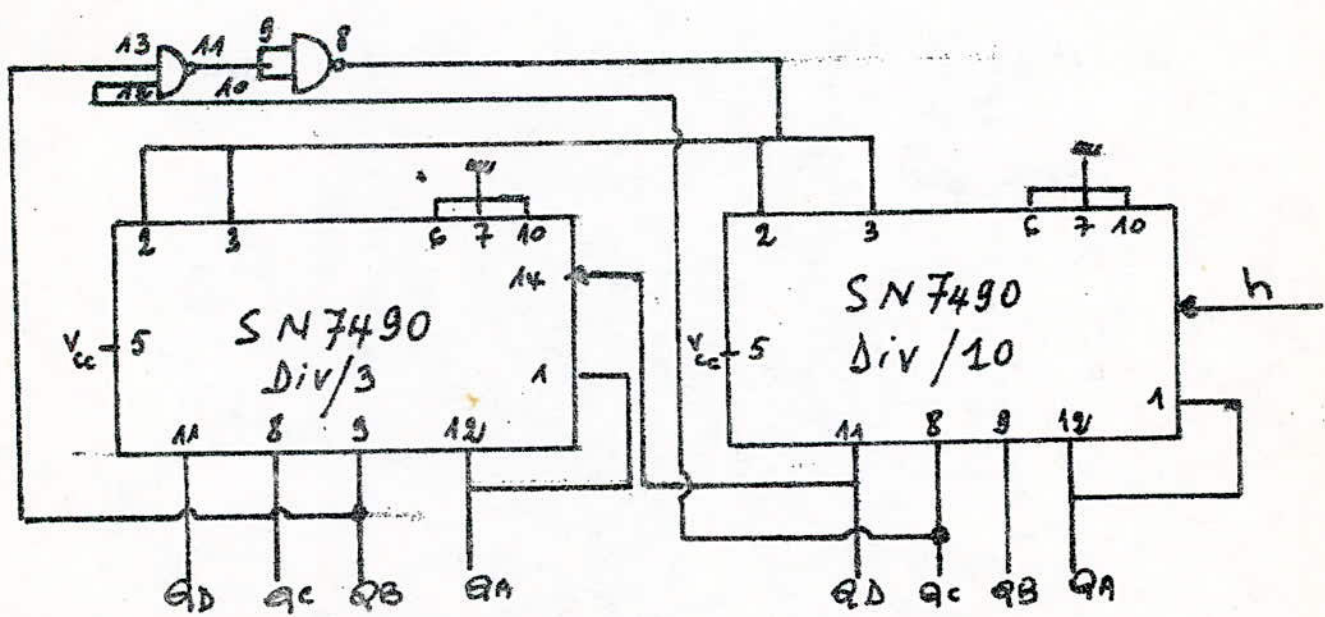 13 11 9 8
12 10
2 3 6 7 10
2 3 6 7 10
14
SN7490
Div/3
Vcc 5
1
11 8 9 12
SN7490
Div/10
Vcc 5
h
1
11 8 9 12
QD QC QB QA
QD QC QB QA